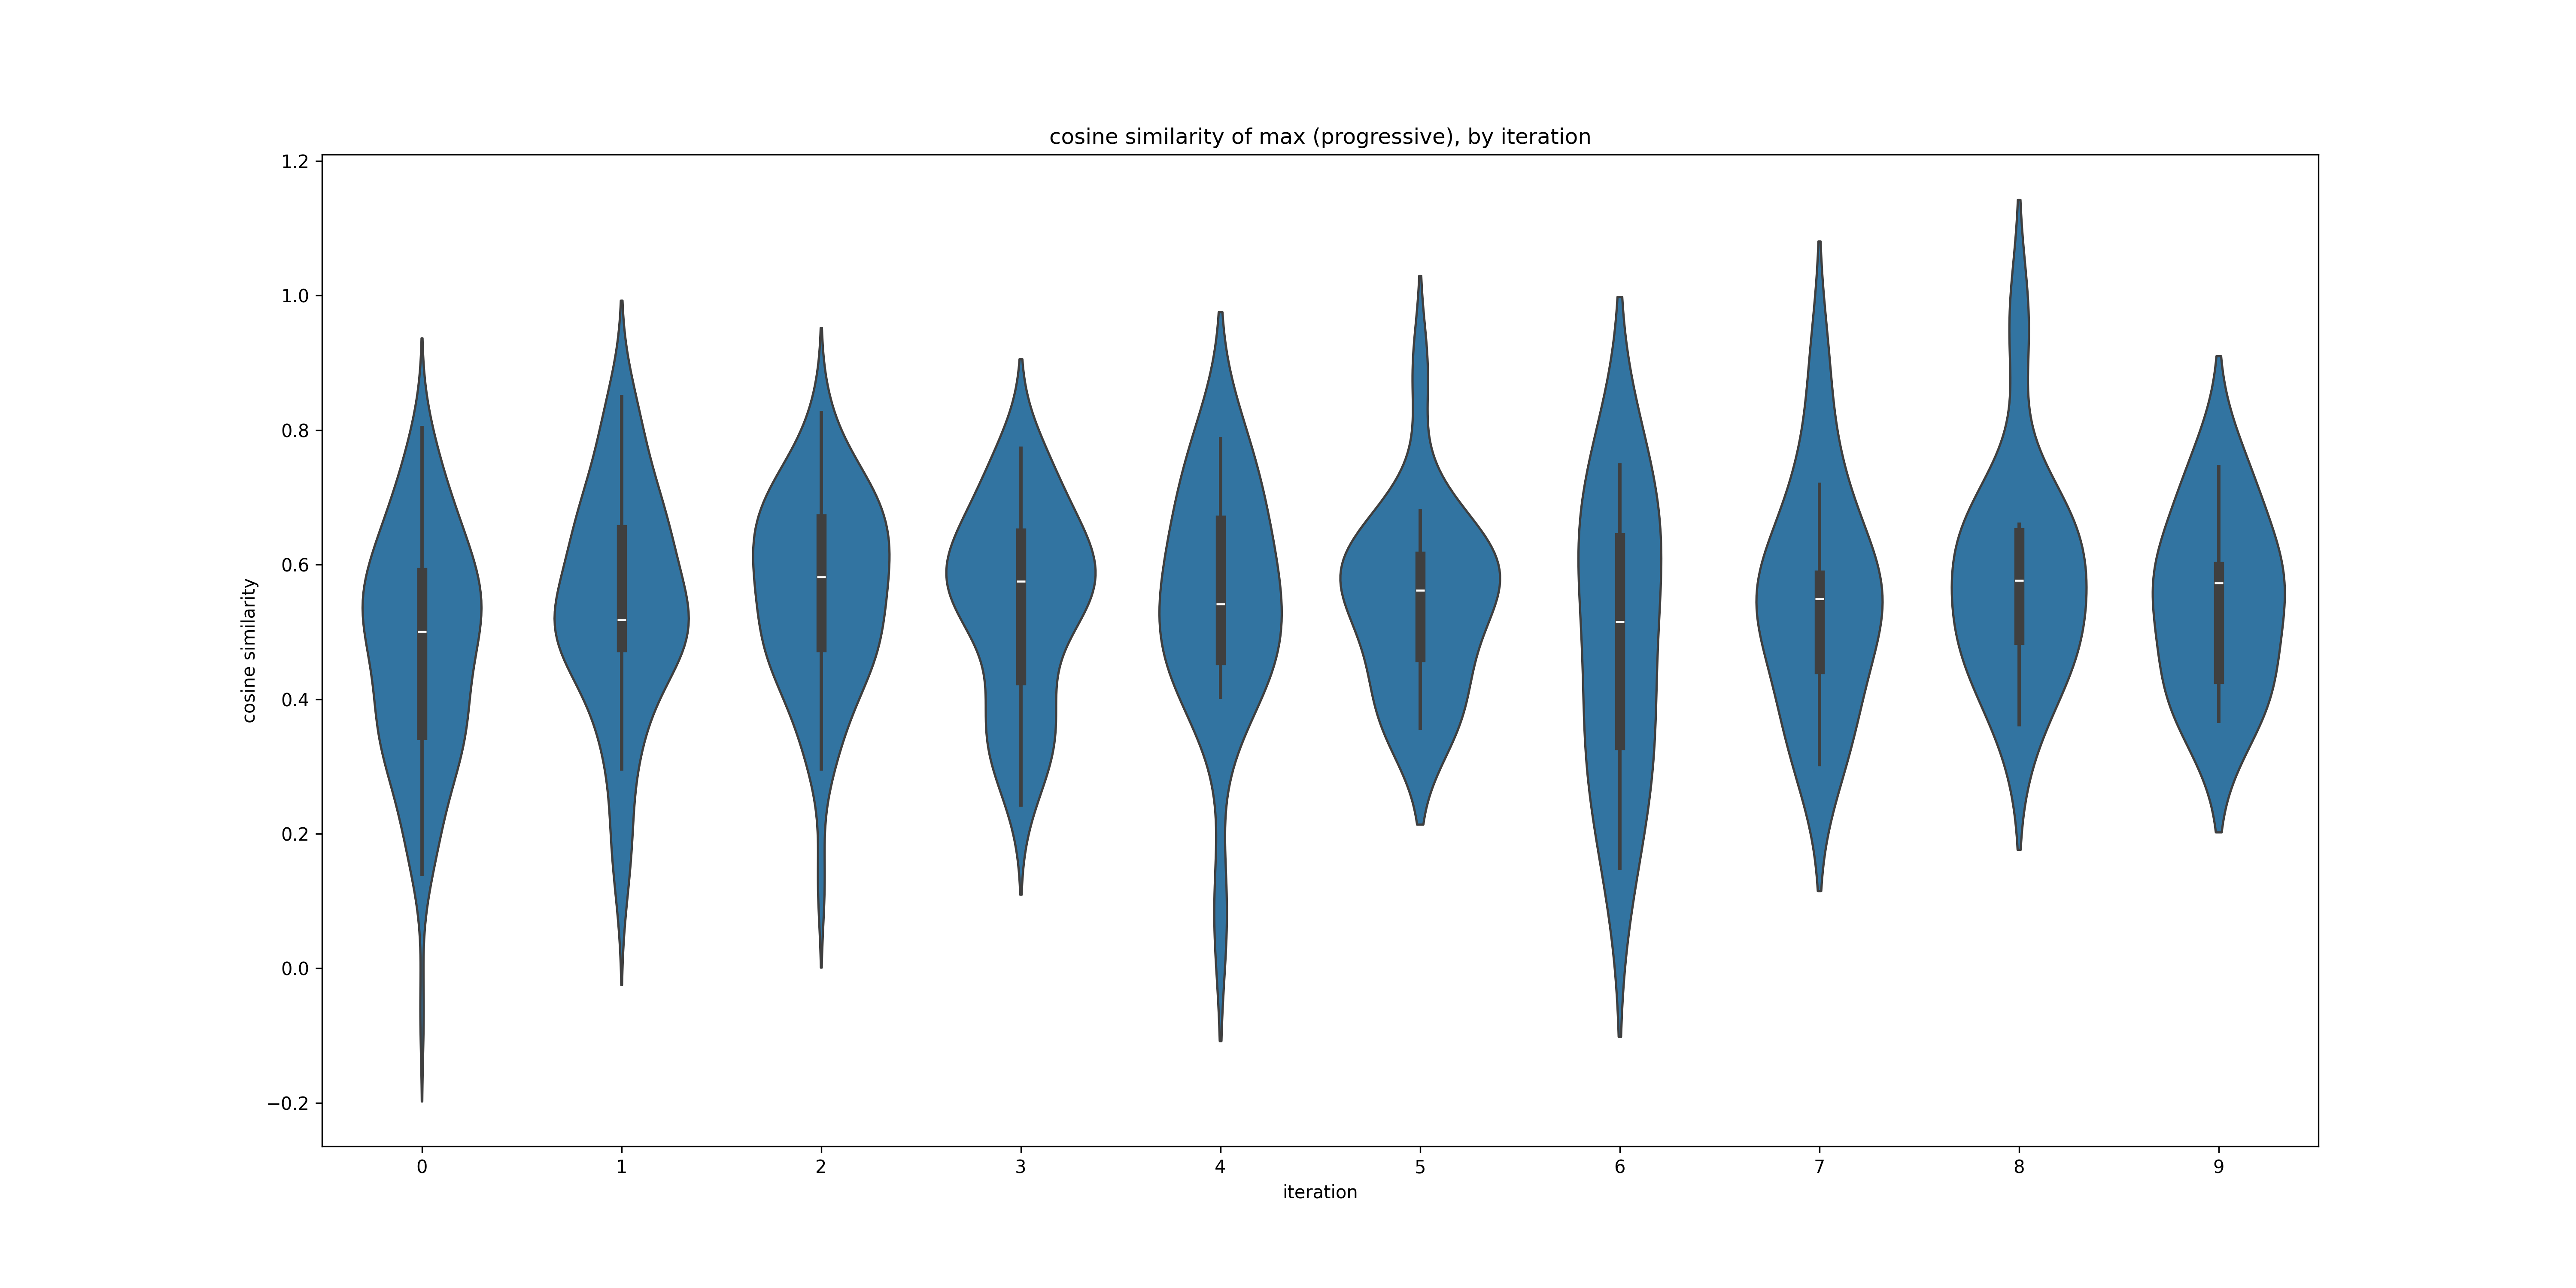 cosine similarity of max (progressive), by iteration
1.2
1.0
0.8
0.6
0.4
0.2
0.0
−0.2
cosine similarity
0 1 2 3 4 5 6 7 8 9
iteration